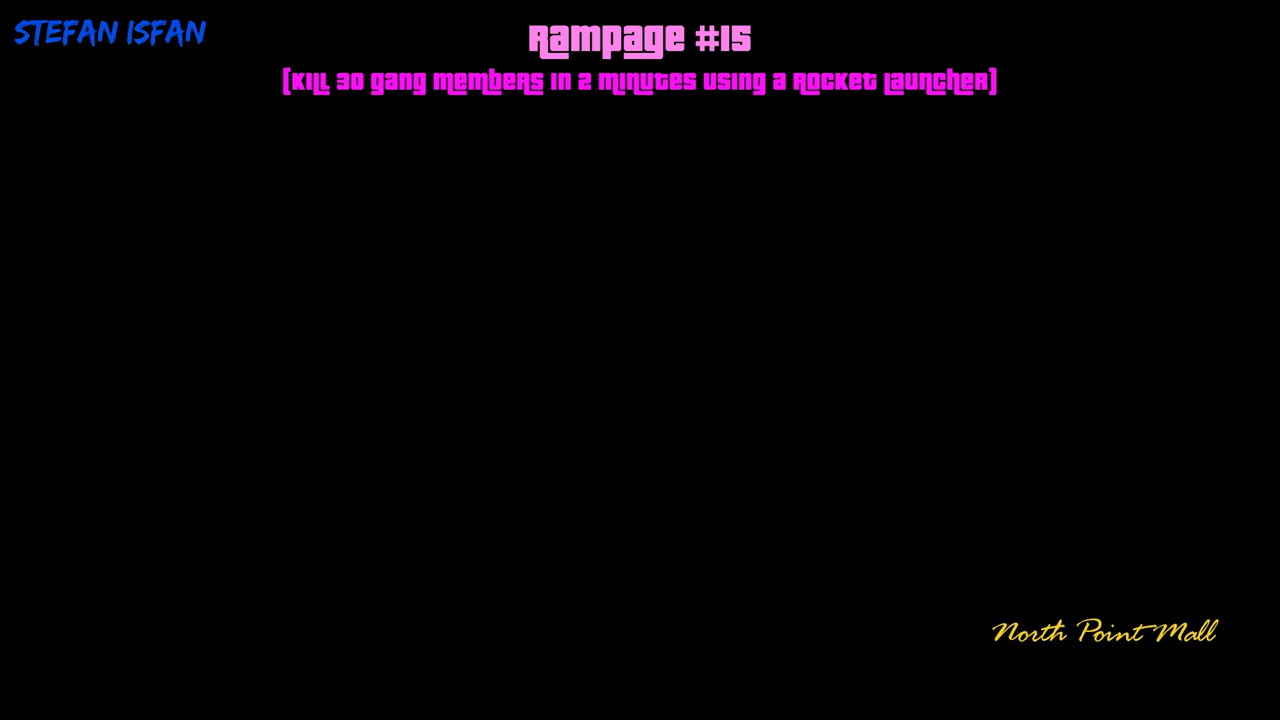 STEFAN ISFAN
Rampage #15
(Kill 30 gang members in 2 minutes using a Rocket Launcher)
North Point Mall